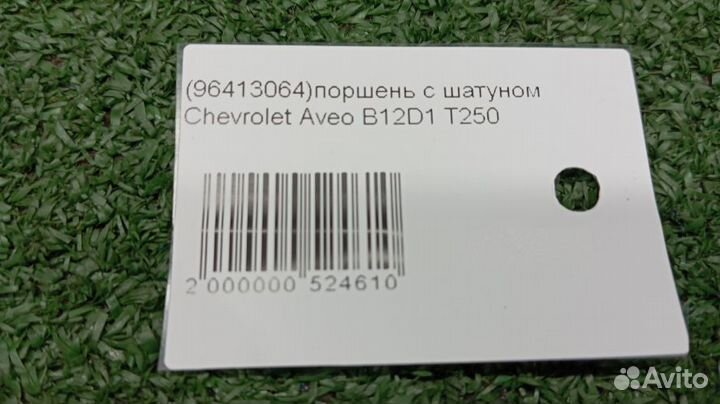 (96413064)поршень с шатуном
Chevrolet Aveo B12D1 T250
2 000000 524610
Avito